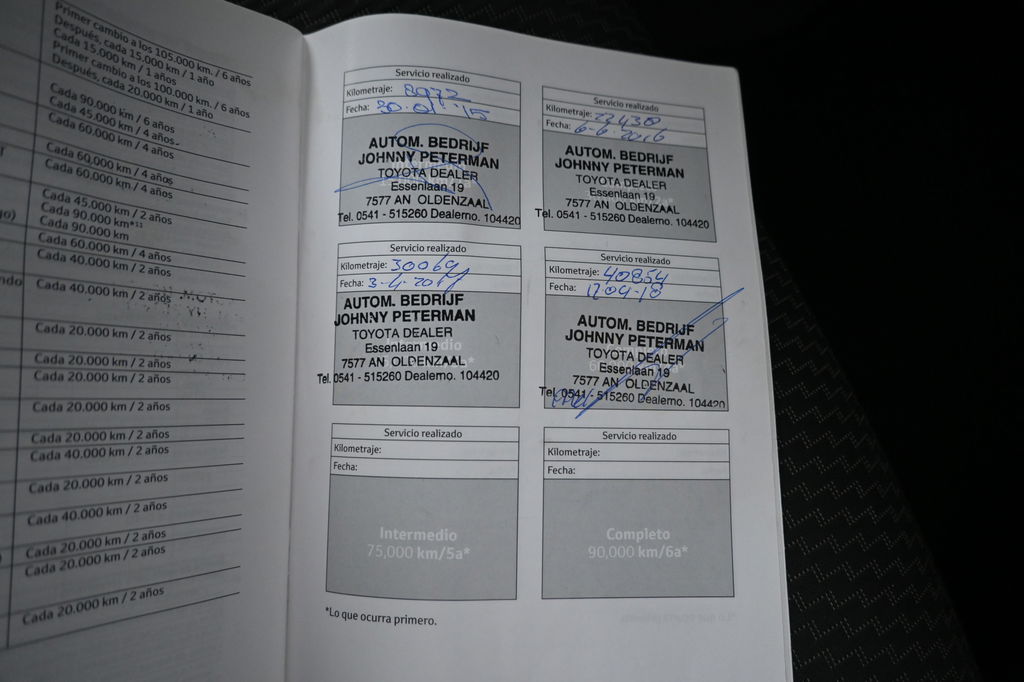 Primer cambio a los 105.000 km. / 6 años
Después, cada 15.000 km / 1 año
Cada 15.000 km / 1 años
Primer cambio a los 100.000 km. / 6 años
Después, cada 20.000 km / 1 año
Cada 90.000 km / 6 años
Cada 45.000 km / 4 años
Cada 60.000 km / 4 años
Cada 60.000 km / 4 años
Cada 60.000 km / 4 años
Cada 45.000 km / 2 años
Cada 90.000 km*¹¹
Cada 90.000 km
Cada 60.000 km / 4 años
Cada 40.000 km / 2 años
Cada 40.000 km / 2 años
Cada 20.000 km / 2 años
Cada 20.000 km / 2 años
Cada 20.000 km / 2 años
Cada 20.000 km / 2 años
Cada 20.000 km / 2 años
Cada 40.000 km / 2 años
Cada 20.000 km / 2 años
Cada 40.000 km / 2 años
Cada 20.000 km / 2 años
Cada 20.000 km / 2 años
Cada 20.000 km / 2 años
Servicio realizado
Kilometraje: 8972
Fecha: 30-01-'15
AUTOM. BEDRIJF
JOHNNY PETERMAN
TOYOTA DEALER
Essenlaan 19
7577 AN OLDENZAAL
Tel. 0541 - 515260 Dealerno. 104420
Servicio realizado
Kilometraje: 22430
Fecha: 6-6-2016
AUTOM. BEDRIJF
JOHNNY PETERMAN
TOYOTA DEALER
Essenlaan 19
7577 AN OLDENZAAL
Tel. 0541 - 515260 Dealerno. 104420
Servicio realizado
Kilometraje: 30069
Fecha: 3-4-2017
AUTOM. BEDRIJF
JOHNNY PETERMAN
TOYOTA DEALER
Essenlaan 19
7577 AN OLDENZAAL
Tel. 0541 - 515260 Dealerno. 104420
Servicio realizado
Kilometraje: 40854
Fecha: 1204-18
AUTOM. BEDRIJF
JOHNNY PETERMAN
TOYOTA DEALER
Essenlaan 19
7577 AN OLDENZAAL
Tel. 0541 - 515260 Dealerno. 104420
Servicio realizado
Kilometraje:
Fecha:
Intermedio
75,000 km/5a*
Servicio realizado
Kilometraje:
Fecha:
Completo
90,000 km/6a*
*Lo que ocurra primero.